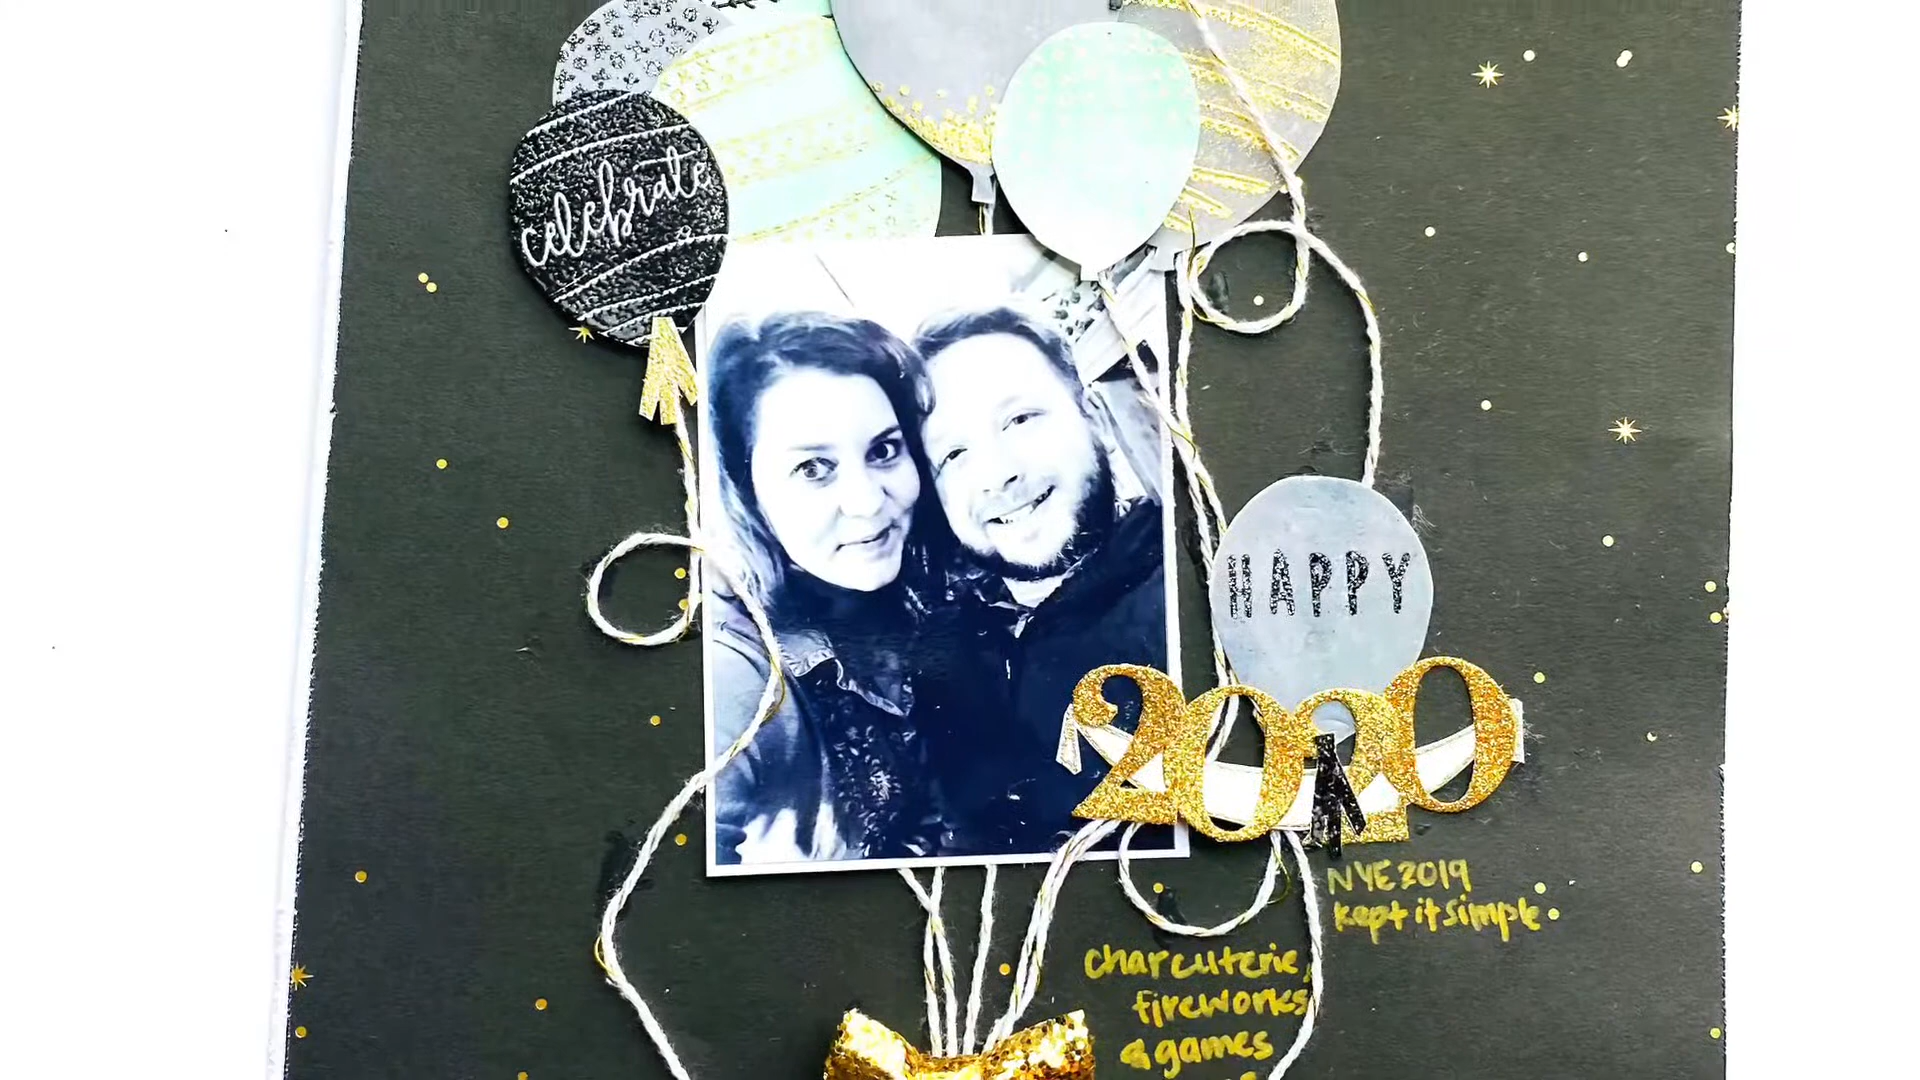 celebrate
HAPPY
2020
NYE 2019
kept it simple.
charcuterie,
fireworks
& games